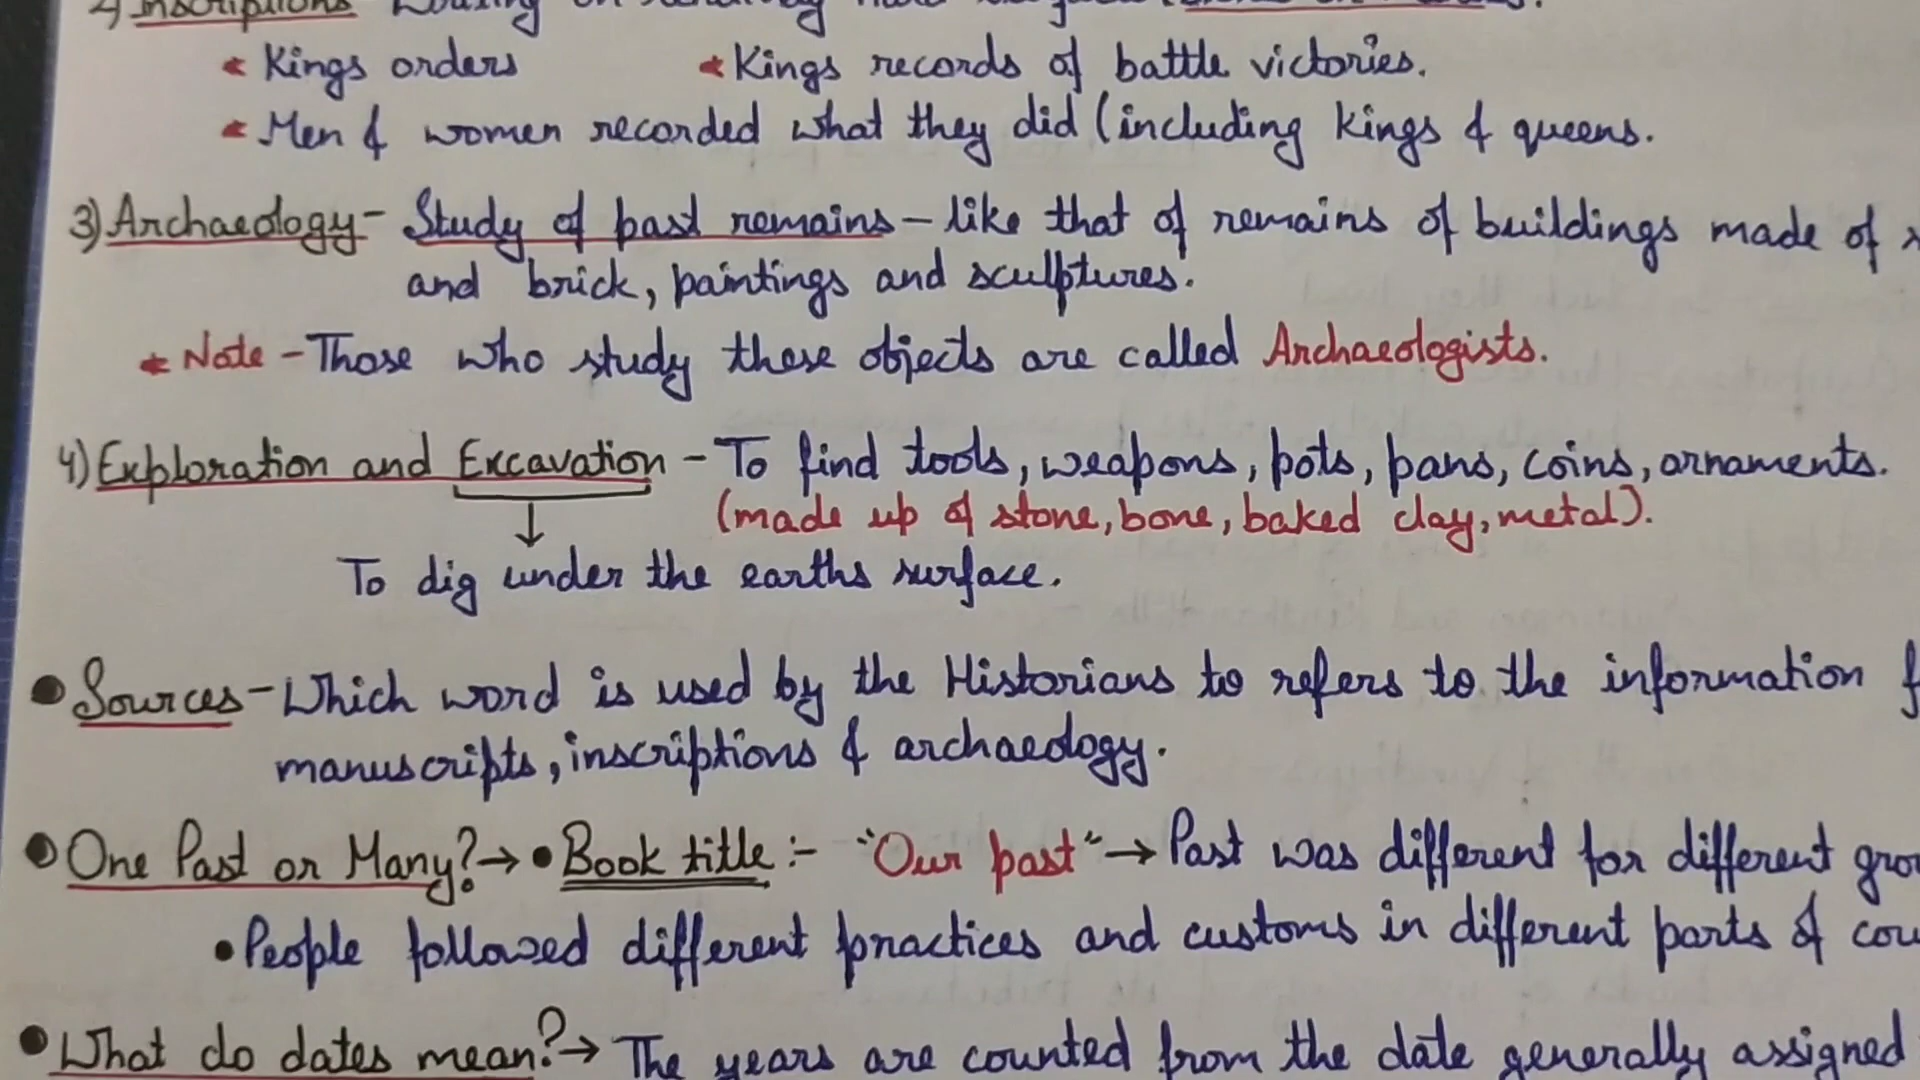 2) Inscriptions
* Kings orders * Kings records of battle victories.
* Men & women recorded what they did (including kings & queens.
3) Archaeology - Study of past remains - like that of remains of buildings made of
and brick, paintings and sculptures.
* Note - Those who study these objects are called Archaeologists.
4) Exploration and Excavation - To find tools, weapons, pots, pans, coins, ornaments.
(made up of stone, bone, baked clay, metal).
↓
To dig under the earths surface.
• Sources - Which word is used by the Historians to refers to the information
manuscripts, inscriptions & archaeology.
• One Past or Many? → • Book title :- "Our past" → Past was different for different
• People followed different practices and customs in different parts of
• What do dates mean? → The years are counted from the date generally assigned